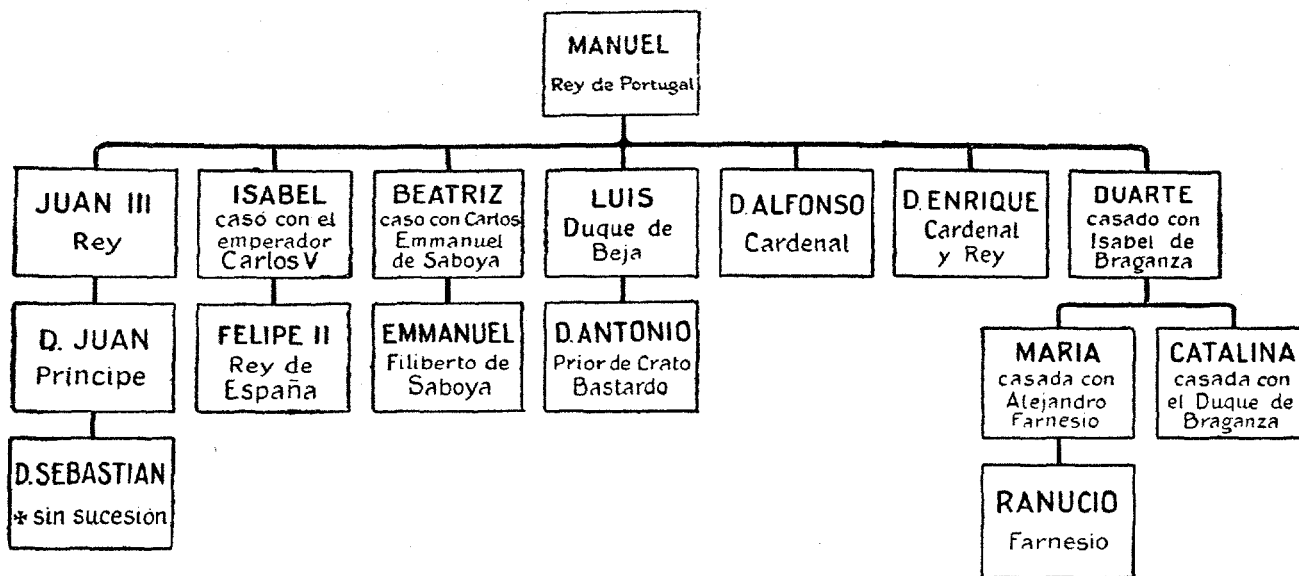 MANUEL
Rey de Portugal
JUAN III
Rey
ISABEL
casó con el
emperador
Carlos V
BEATRIZ
caso con Carlos
Emmanuel
de Saboya
LUIS
Duque de
Beja
D. ALFONSO
Cardenal
D. ENRIQUE
Cardenal
y Rey
DUARTE
casado con
Isabel de
Braganza
D. JUAN
Príncipe
FELIPE II
Rey de
España
EMMANUEL
Filiberto de
Saboya
D. ANTONIO
Prior de Crato
Bastardo
MARIA
casada con
Alejandro
Farnesio
CATALINA
casada con
el Duque de
Braganza
D. SEBASTIAN
✠ sin sucesión
RANUCIO
Farnesio